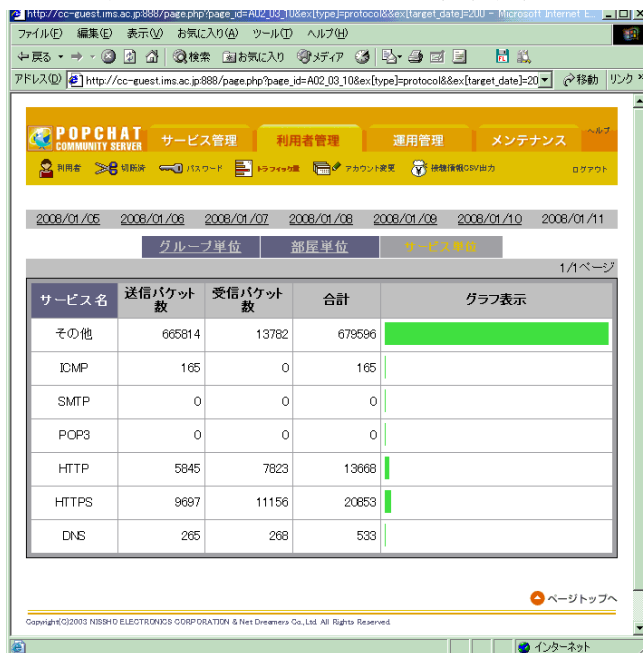 http://cc-guest.ims.ac.jp:888/page.php?page_id=A02_03_10&ex[type]=protocol&&ex[target_date]=200 - Microsoft Internet E...
ファイル(F) 編集(E) 表示(V) お気に入り(A) ツール(T) ヘルプ(H)
戻る 検索 お気に入り メディア
アドレス(D) http://cc-guest.ims.ac.jp:888/page.php?page_id=A02_03_10&ex[type]=protocol&&ex[target_date]=20 移動 リンク »
POPCHAT サービス管理 利用者管理 運用管理 メンテナンス ヘルプ
COMMUNITY SERVER
利用者 切断済 パスワード トラフィック量 アカウント変更 接種情報CSV出力 ログアウト
2008/01/05 2008/01/06 2008/01/07 2008/01/08 2008/01/09 2008/01/10 2008/01/11
グループ単位 部屋単位 サービス単位
1/1ページ
サービス名 送信パケット数 受信パケット数 合計 グラフ表示
その他 665814 13782 679596
ICMP 165 0 165
SMTP 0 0 0
POP3 0 0 0
HTTP 5845 7823 13668
HTTPS 9697 11156 20853
DNS 265 268 533
ページトップへ
Copyright(C)2003 NISSHO ELECTRONICS CORPORATION & Net Dreamers Co.,Ltd. All Rights Reserved.
インターネット